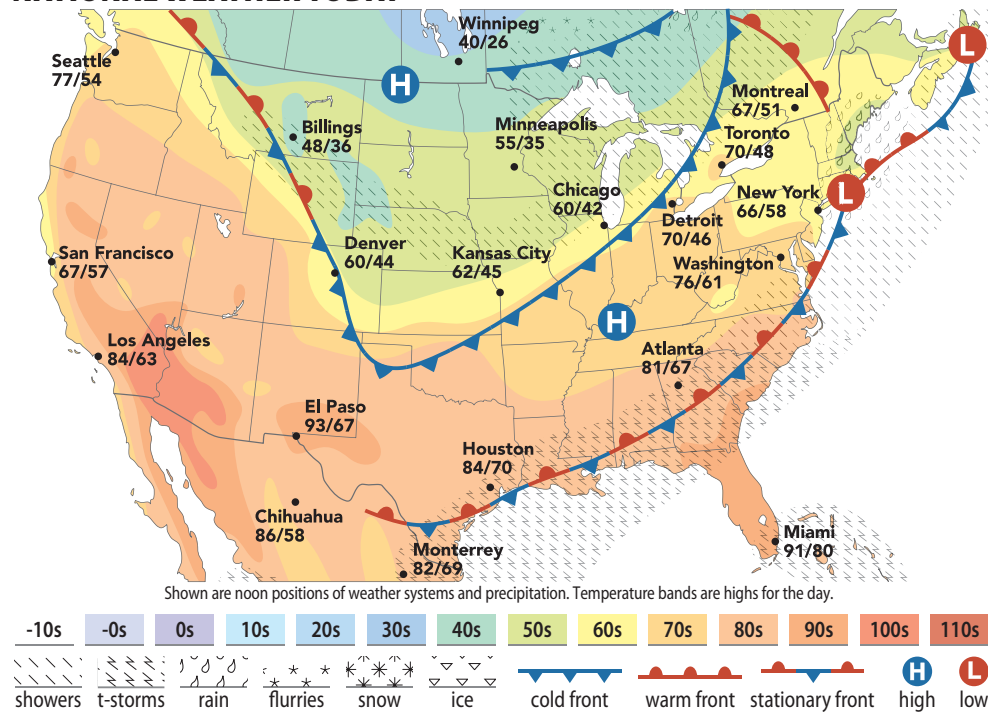 NATIONAL WEATHER TODAY
Winnipeg
40/26
Seattle
77/54
H
L
Montreal
67/51
Billings
48/36
Minneapolis
55/35
Toronto
70/48
Chicago
60/42
New York
66/58
L
Detroit
70/46
San Francisco
67/57
Denver
60/44
Kansas City
62/45
Washington
76/61
H
Los Angeles
84/63
Atlanta
81/67
El Paso
93/67
Houston
84/70
Chihuahua
86/58
Miami
91/80
Monterrey
82/69
Shown are noon positions of weather systems and precipitation. Temperature bands are highs for the day.
-10s -0s 0s 10s 20s 30s 40s 50s 60s 70s 80s 90s 100s 110s
H L
showers t-storms rain flurries snow ice cold front warm front stationary front high low